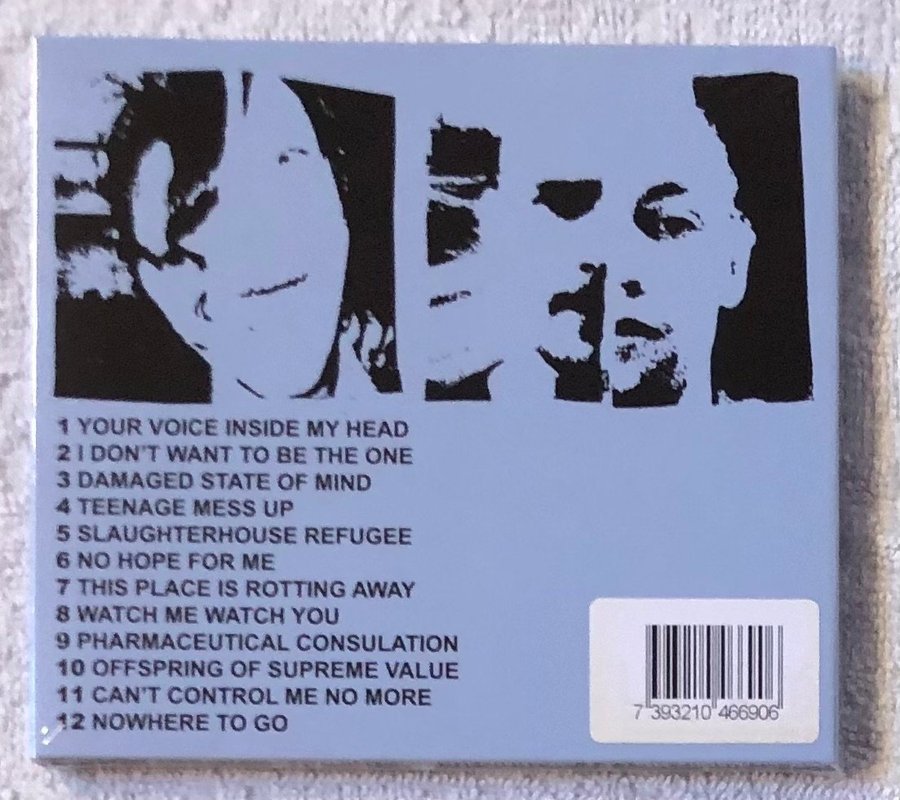 1 YOUR VOICE INSIDE MY HEAD
2 I DON'T WANT TO BE THE ONE
3 DAMAGED STATE OF MIND
4 TEENAGE MESS UP
5 SLAUGHTERHOUSE REFUGEE
6 NO HOPE FOR ME
7 THIS PLACE IS ROTTING AWAY
8 WATCH ME WATCH YOU
9 PHARMACEUTICAL CONSULATION
10 OFFSPRING OF SUPREME VALUE
11 CAN'T CONTROL ME NO MORE
12 NOWHERE TO GO
7 393210 466906